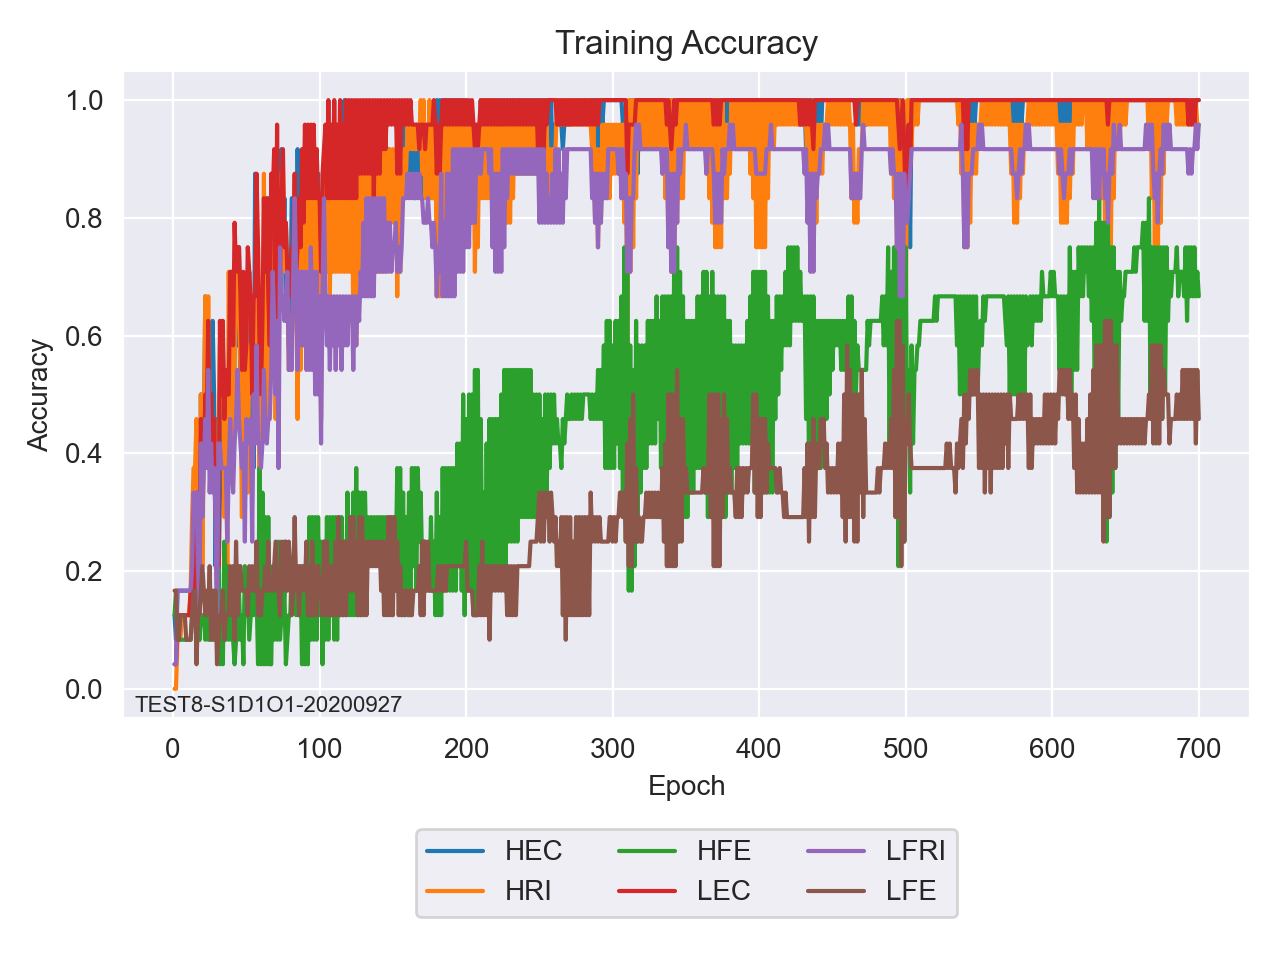 Training Accuracy
Accuracy
1.0
0.8
0.6
0.4
0.2
0.0
TEST8-S1D1O1-20200927
0 100 200 300 400 500 600 700
Epoch
HEC HFE LFRI
HRI LEC LFE